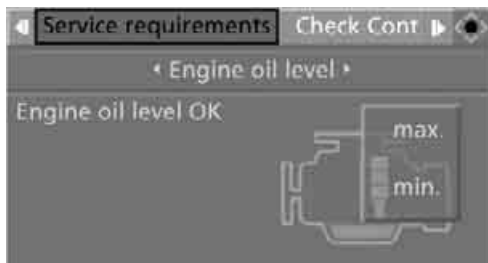 Service requirements Check Cont
Engine oil level
Engine oil level OK
max.
min.